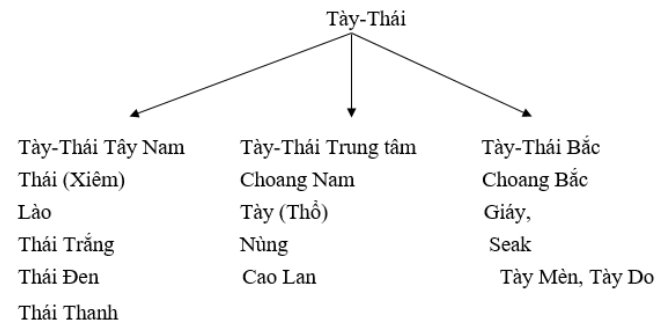 Tày-Thái
Tày-Thái Tây Nam
Thái (Xiêm)
Lào
Thái Trắng
Thái Đen
Thái Thanh
Tày-Thái Trung tâm
Choang Nam
Tày (Thổ)
Nùng
Cao Lan
Tày-Thái Bắc
Choang Bắc
Giáy,
Seak
Tày Mèn, Tày Do